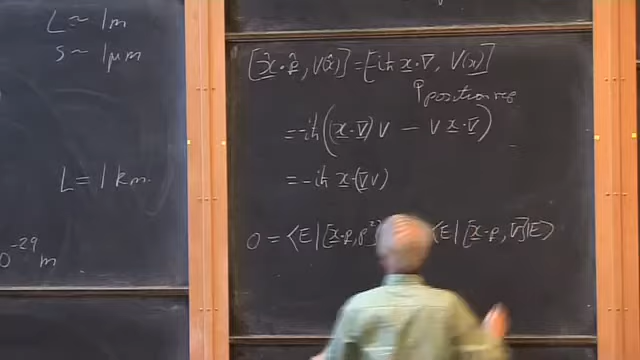 L ~ 1m
s ~ 1μm
L = 1 km
0^{-29} m
[x̂·p̂, V(x̂)] = [-iħ x·∇, V(x)]
position rep
= -iħ((x·∇)V - V x·∇)
= -iħ x·(∇V)
0 = <E|[x·p, p²] <E|[x·p, V]|E>